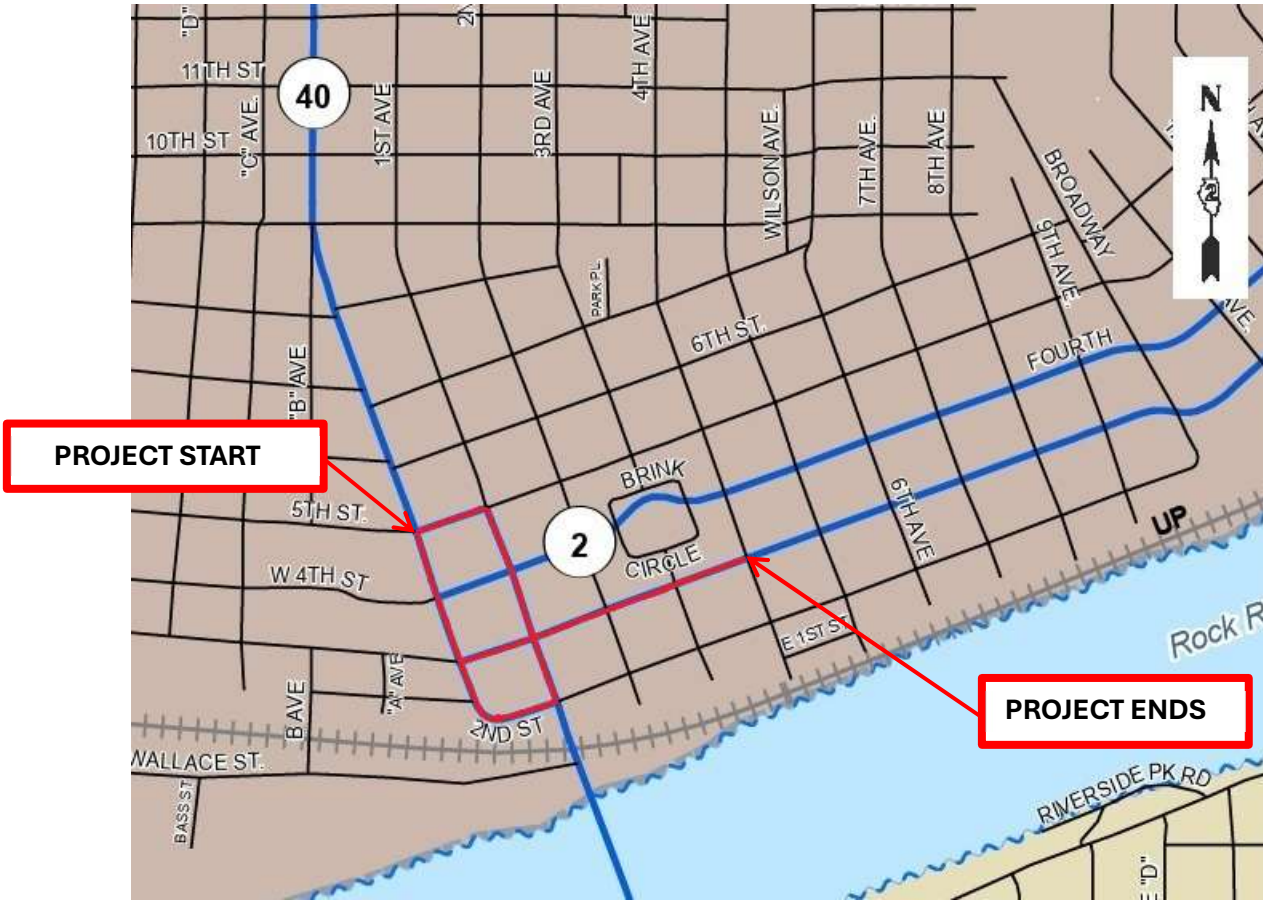 "D"
2N
4TH AVE
11TH ST
40
"C" AVE.
1ST AVE
3RD AVE
10TH ST
WILSON AVE.
7TH AVE.
8TH AVE
BROADWAY
N
2
9TH AVE.
AVE.
PARK PL.
6TH ST.
FOURTH
"B" AVE
PROJECT START
BRINK
5TH ST.
2
6TH AVE
UP
CIRCLE
W 4TH ST
E 1ST ST
Rock R
"A" AVE
B AVE
2ND ST
PROJECT ENDS
WALLACE ST.
BASS ST
RIVERSIDE PK RD
E "D"